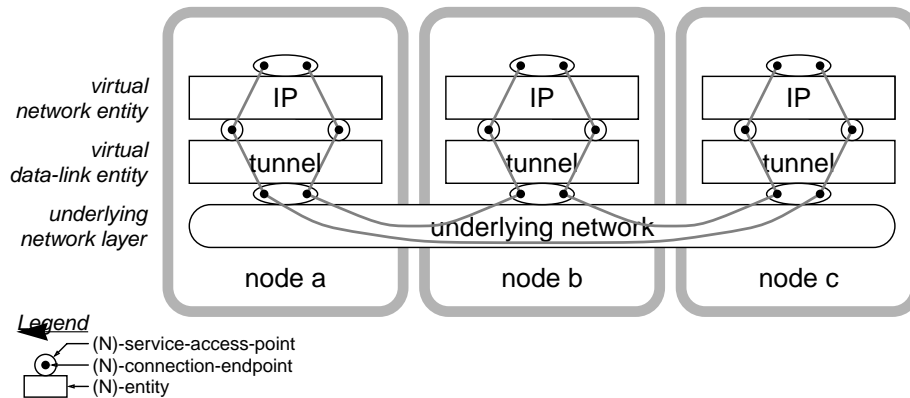 virtual
network entity
IP
IP
IP
virtual
data-link entity
tunnel
tunnel
tunnel
underlying
network layer
underlying network
node a
node b
node c
Legend
(N)-service-access-point
(N)-connection-endpoint
(N)-entity